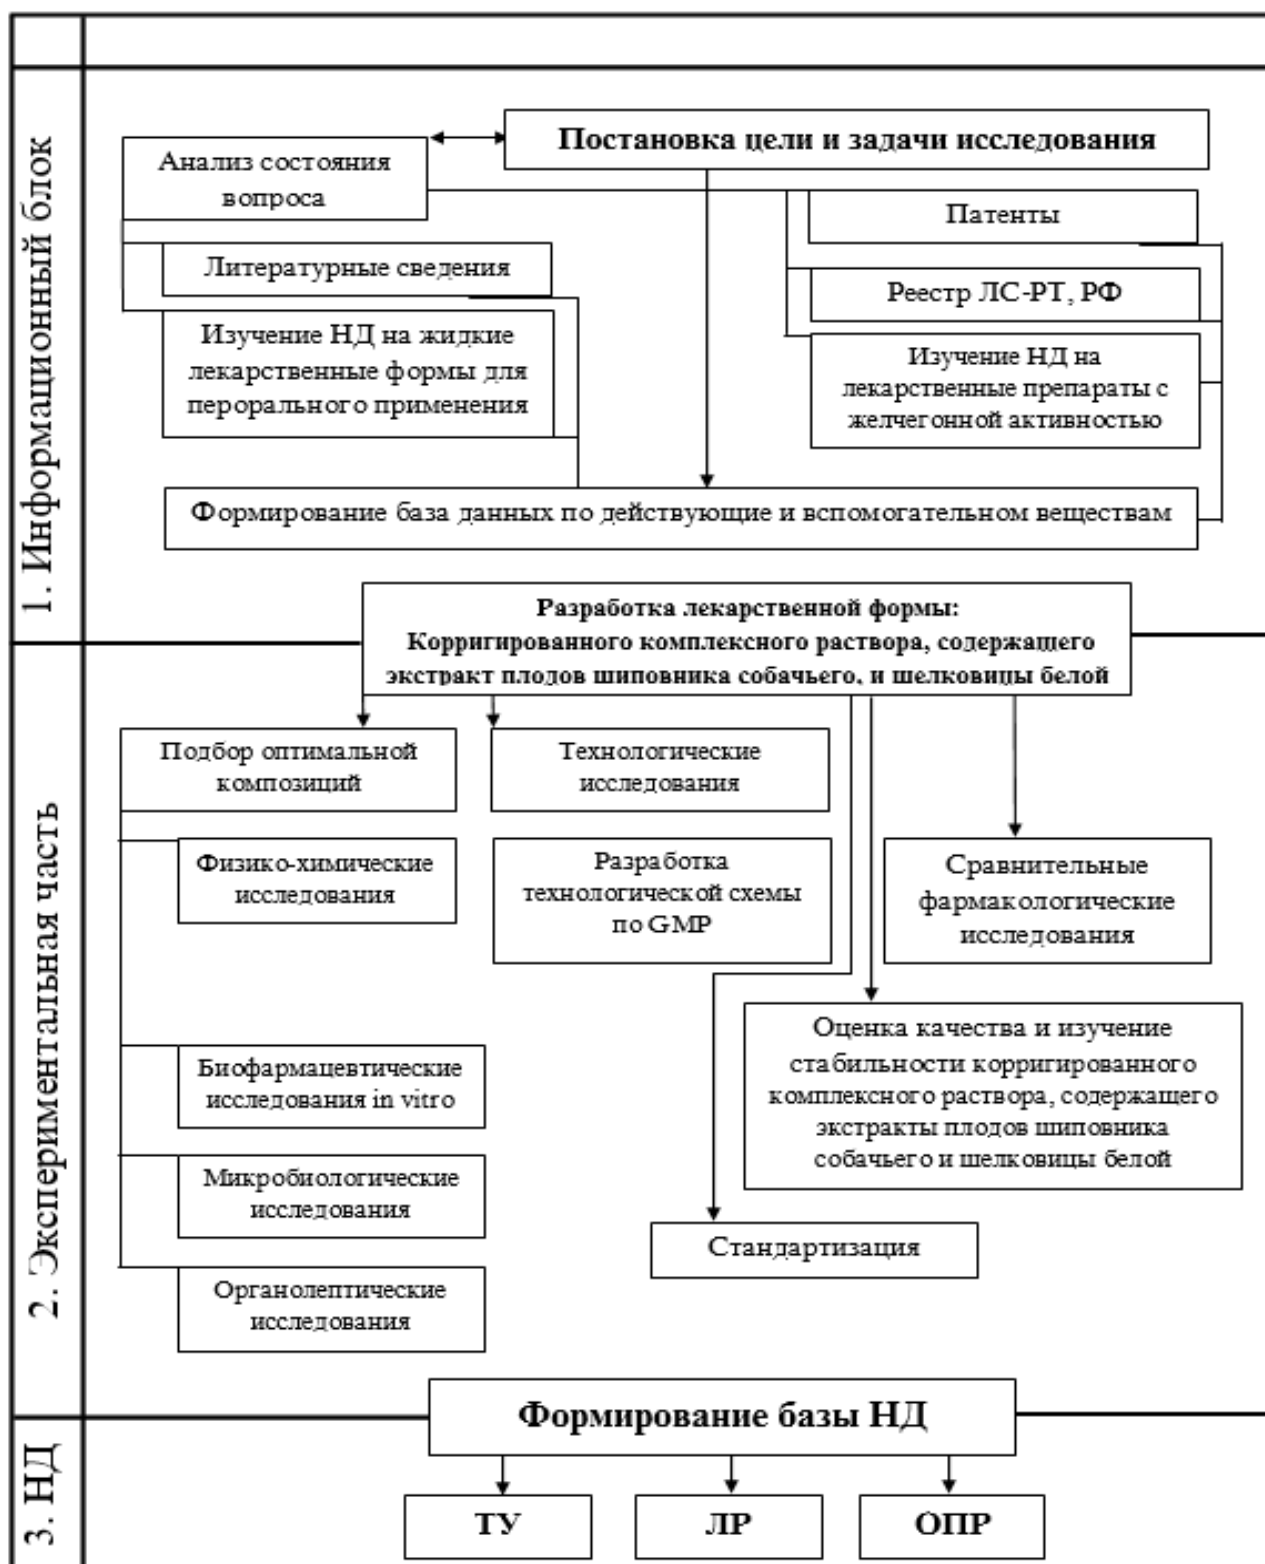 1. Информационный блок
Постановка цели и задачи исследования
Анализ состояния
вопроса
Патенты
Литературные сведения
Реестр ЛС-РТ, РФ
Изучение НД на жидкие
лекарственные формы для
перорального применения
Изучение НД на
лекарственные препараты с
желчегонной активностью
Формирование база данных по действующие и вспомогательном веществам
Разработка лекарственной формы:
Корригированного комплексного раствора, содержащего
экстракт плодов шиповника собачьего, и шелковицы белой
2. Экспериментальная часть
Подбор оптимальной
композиций
Технологические
исследования
Физико-химические
исследования
Разработка
технологической схемы
по GMP
Сравнительные
фармакологические
исследования
Биофармацевтические
исследования in vitro
Оценка качества и изучение
стабильности корригированного
комплексного раствора, содержащего
экстракты плодов шиповника
собачьего и шелковицы белой
Микробиологические
исследования
Стандартизация
Органолептические
исследования
3. НД
Формирование базы НД
ТУ
ЛР
ОПР